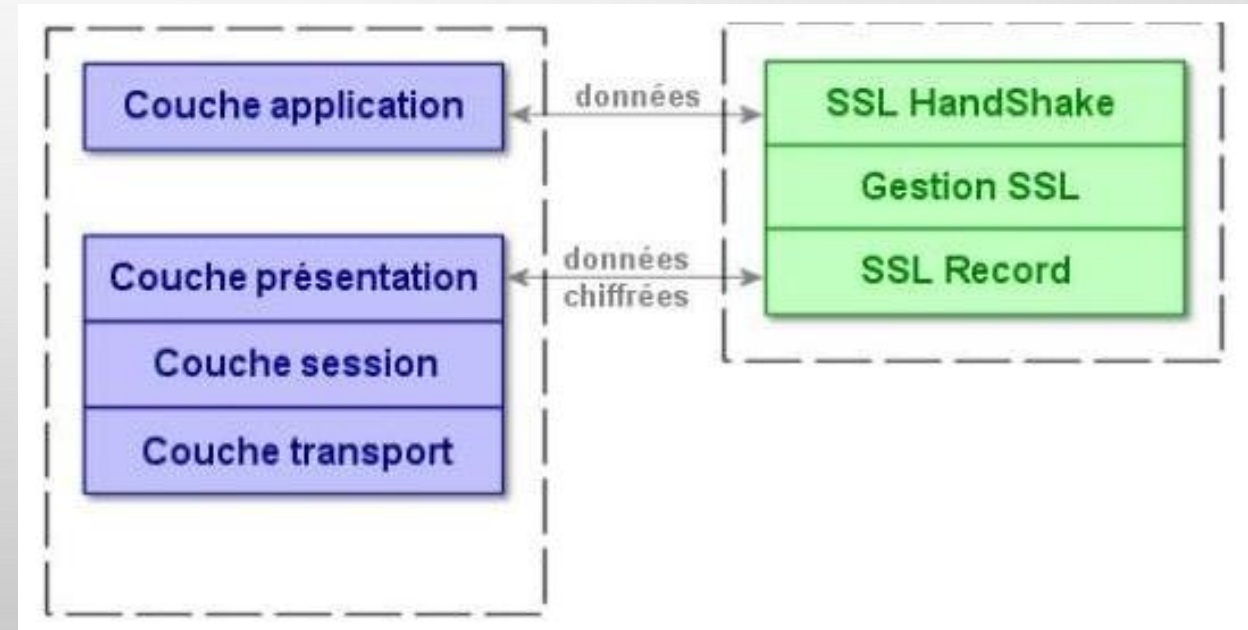 Couche application
données
SSL HandShake
Gestion SSL
Couche présentation
données
chiffrées
SSL Record
Couche session
Couche transport